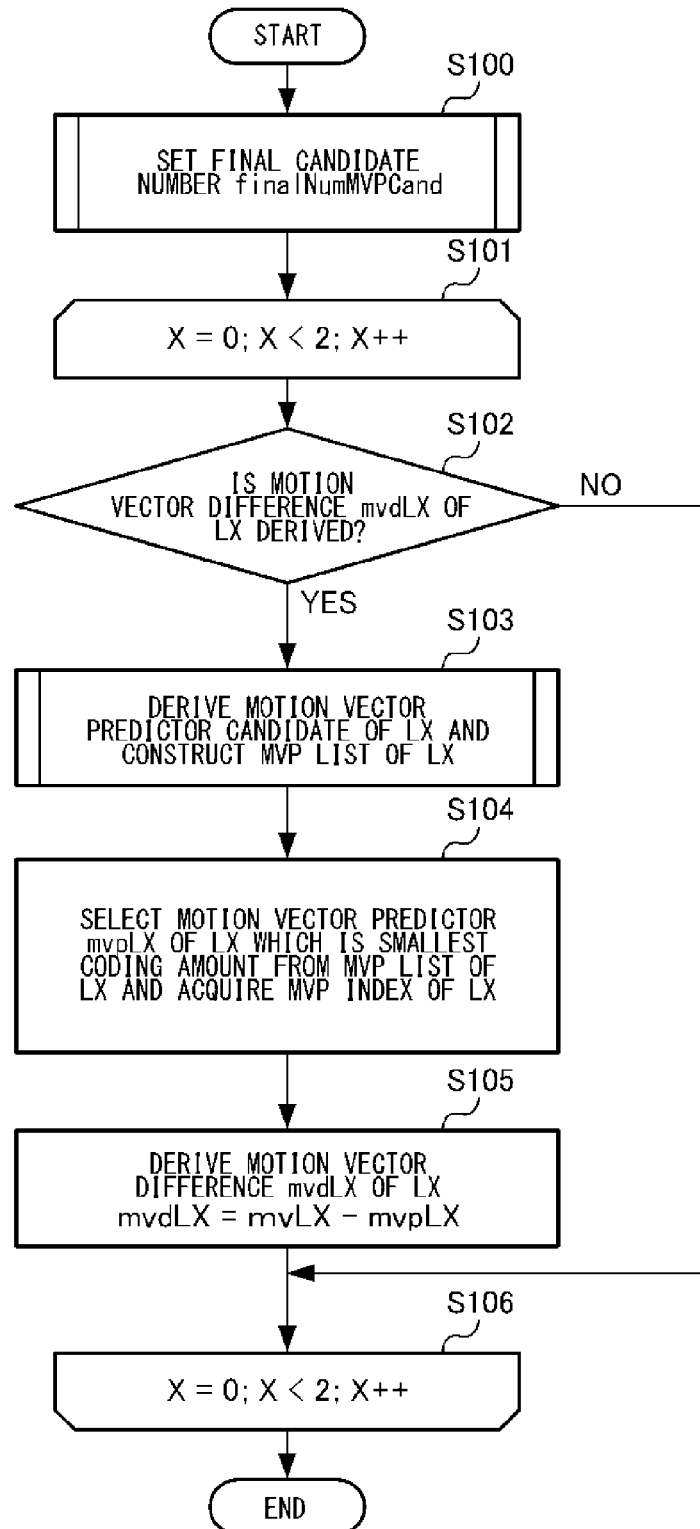 START
S100
SET FINAL CANDIDATE
NUMBER finalNumMVPCand
S101
X = 0; X < 2; X++
S102
IS MOTION
VECTOR DIFFERENCE mvdLX OF
LX DERIVED?
NO
YES
S103
DERIVE MOTION VECTOR
PREDICTOR CANDIDATE OF LX AND
CONSTRUCT MVP LIST OF LX
S104
SELECT MOTION VECTOR PREDICTOR
mvpLX OF LX WHICH IS SMALLEST
CODING AMOUNT FROM MVP LIST OF
LX AND ACQUIRE MVP INDEX OF LX
S105
DERIVE MOTION VECTOR
DIFFERENCE mvdLX OF LX
mvdLX = mvLX - mvpLX
S106
X = 0; X < 2; X++
END